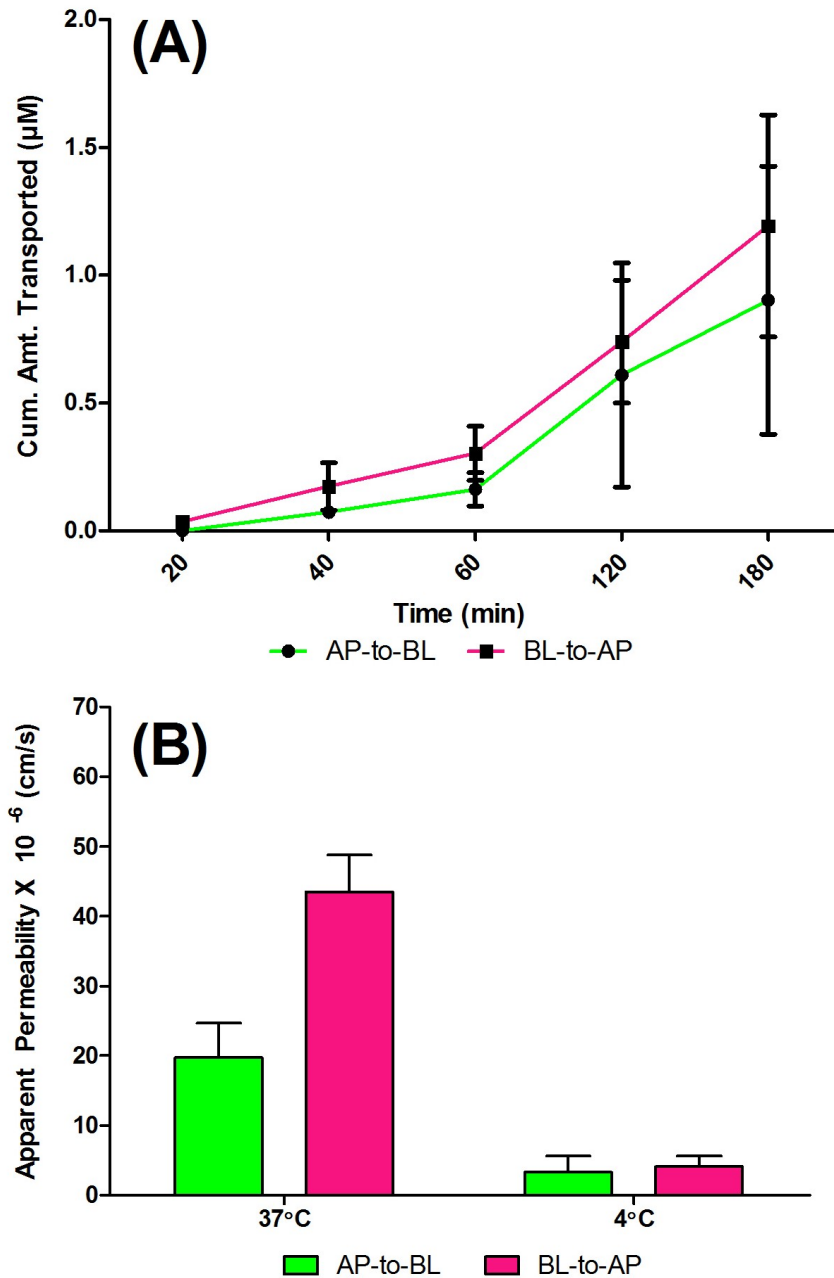 (A)
Cum. Amt. Transported (µM)
2.0
1.5
1.0
0.5
0.0
20 40 60 120 180
Time (min)
AP-to-BL BL-to-AP
(B)
Apparent Permeability X 10 -6 (cm/s)
70
60
50
40
30
20
10
0
37°C 4°C
AP-to-BL BL-to-AP